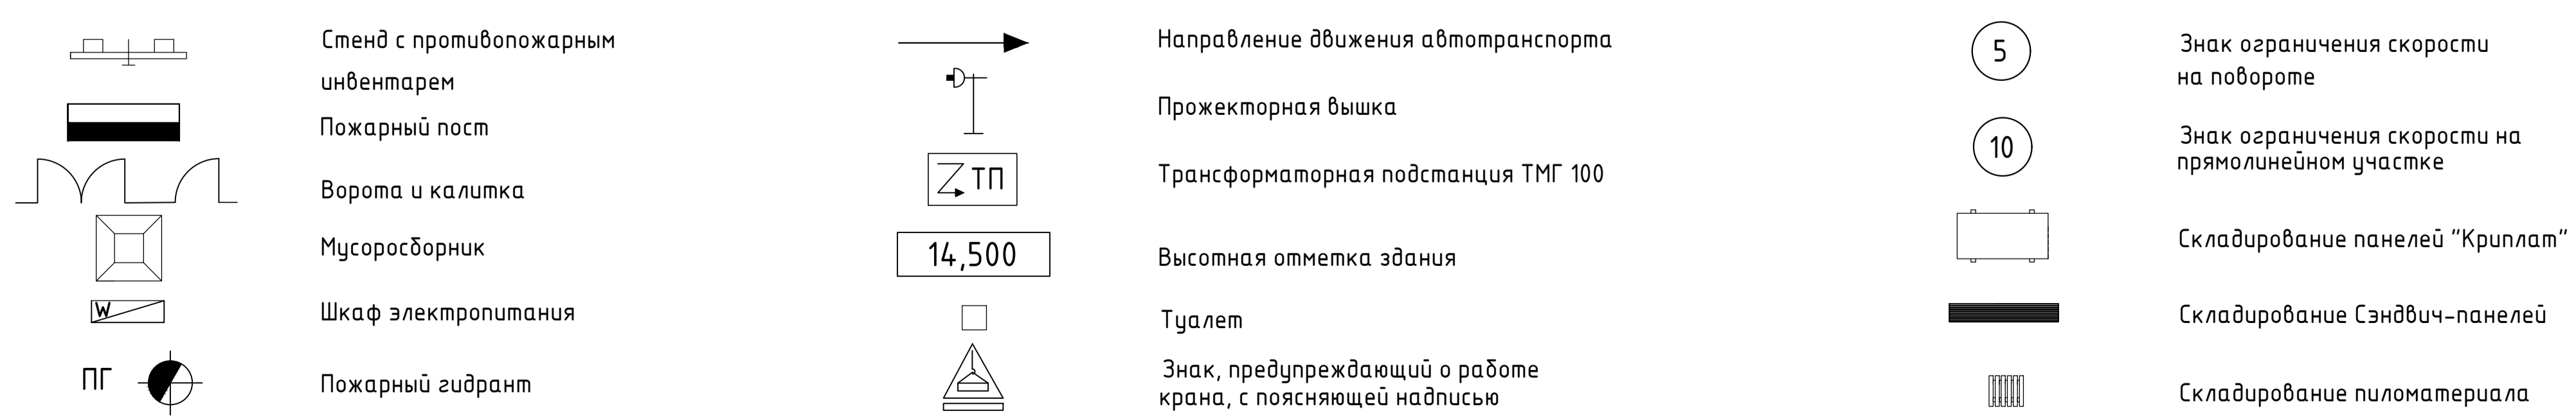 Стенд с противопожарным
инвентарем
Пожарный пост
Ворота и калитка
Мусоросборник
W
Шкаф электропитания
ПГ
Пожарный гидрант
Направление движения автотранспорта
Прожекторная вышка
ТП
Трансформаторная подстанция ТМГ 100
14,500
Высотная отметка здания
Туалет
Знак, предупреждающий о работе
крана, с поясняющей надписью
5
Знак ограничения скорости
на повороте
10
Знак ограничения скорости на
прямолинейном участке
Складирование панелей "Криплат"
Складирование Сэндвич-панелей
Складирование пиломатериала